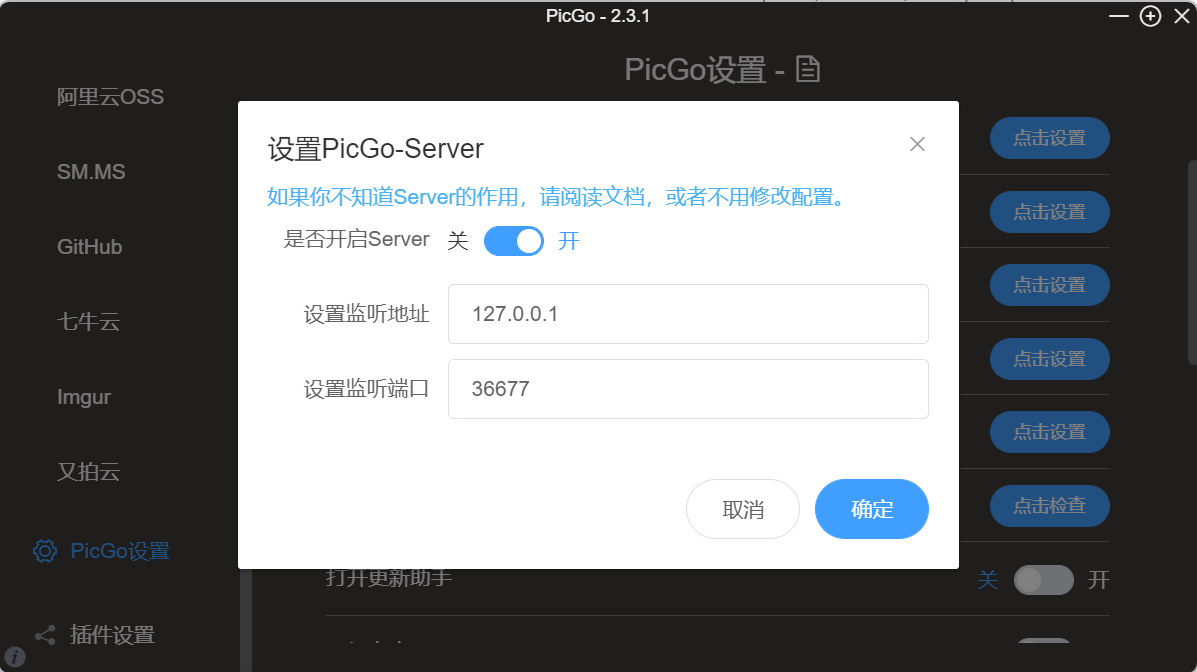 PicGo - 2.3.1
PicGo设置 -
阿里云OSS
SM.MS
GitHub
七牛云
Imgur
又拍云
PicGo设置
插件设置
设置PicGo-Server
如果你不知道Server的作用，请阅读文档，或者不用修改配置。
是否开启Server 关 开
设置监听地址 127.0.0.1
设置监听端口 36677
取消 确定
点击设置
点击设置
点击设置
点击设置
点击设置
点击检查
打开更新助手 关 开